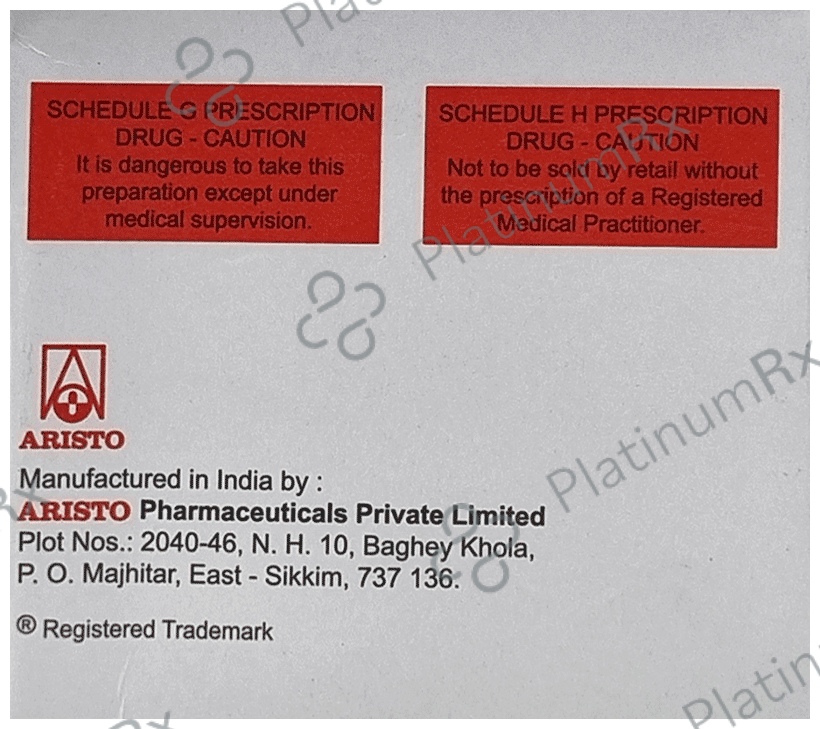 SCHEDULE G PRESCRIPTION
DRUG - CAUTION
It is dangerous to take this
preparation except under
medical supervision.
SCHEDULE H PRESCRIPTION
DRUG - CAUTION
Not to be sold by retail without
the prescription of a Registered
Medical Practitioner.
ARISTO
Manufactured in India by :
ARISTO Pharmaceuticals Private Limited
Plot Nos.: 2040-46, N. H. 10, Baghey Khola,
P. O. Majhitar, East - Sikkim, 737 136.
® Registered Trademark
PlatinumRx
PlatinumRx